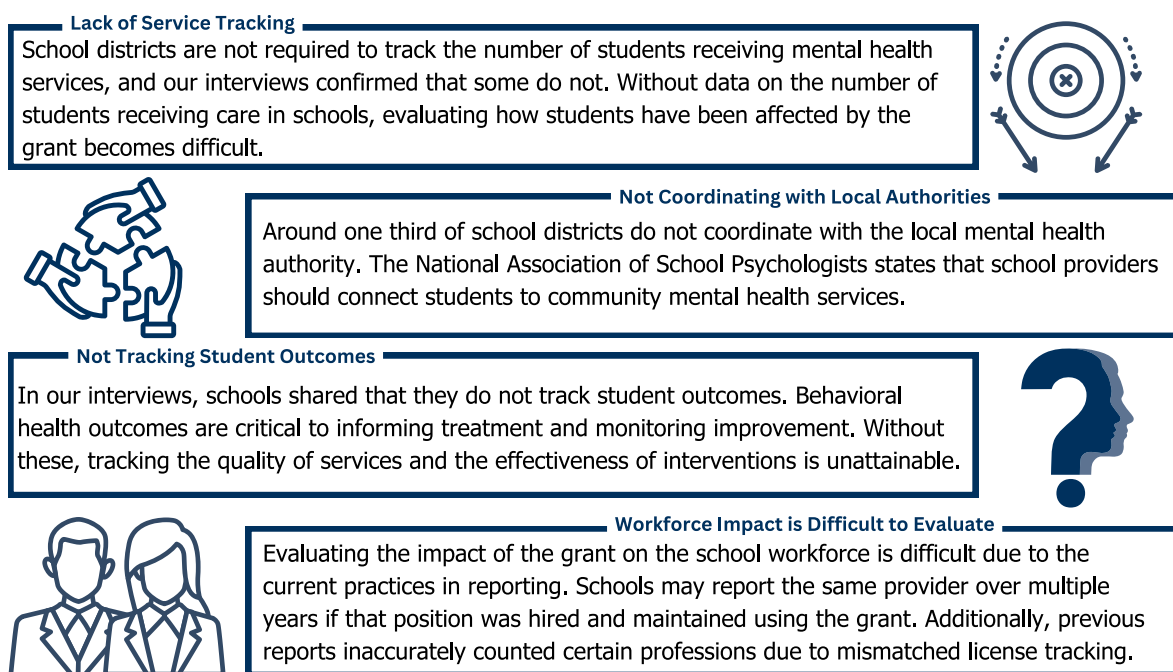 Lack of Service Tracking
School districts are not required to track the number of students receiving mental health
services, and our interviews confirmed that some do not. Without data on the number of
students receiving care in schools, evaluating how students have been affected by the
grant becomes difficult.
Not Coordinating with Local Authorities
Around one third of school districts do not coordinate with the local mental health
authority. The National Association of School Psychologists states that school providers
should connect students to community mental health services.
Not Tracking Student Outcomes
In our interviews, schools shared that they do not track student outcomes. Behavioral
health outcomes are critical to informing treatment and monitoring improvement. Without
these, tracking the quality of services and the effectiveness of interventions is unattainable.
Workforce Impact is Difficult to Evaluate
Evaluating the impact of the grant on the school workforce is difficult due to the
current practices in reporting. Schools may report the same provider over multiple
years if that position was hired and maintained using the grant. Additionally, previous
reports inaccurately counted certain professions due to mismatched license tracking.